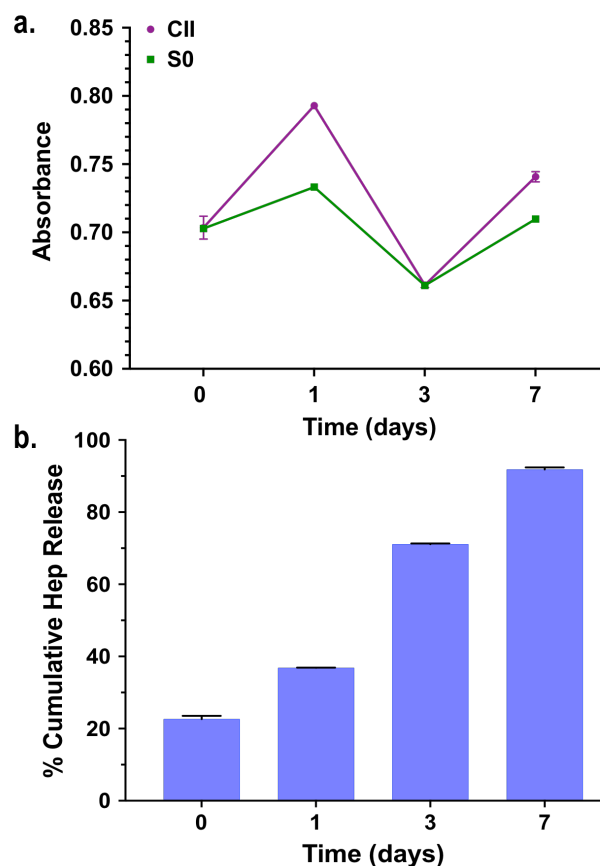 a.
CII
S0
0.85
0.80
0.75
0.70
0.65
0.60
Absorbance
0 1 3 7
Time (days)
b.
100
80
60
40
20
0
% Cumulative Hep Release
0 1 3 7
Time (days)